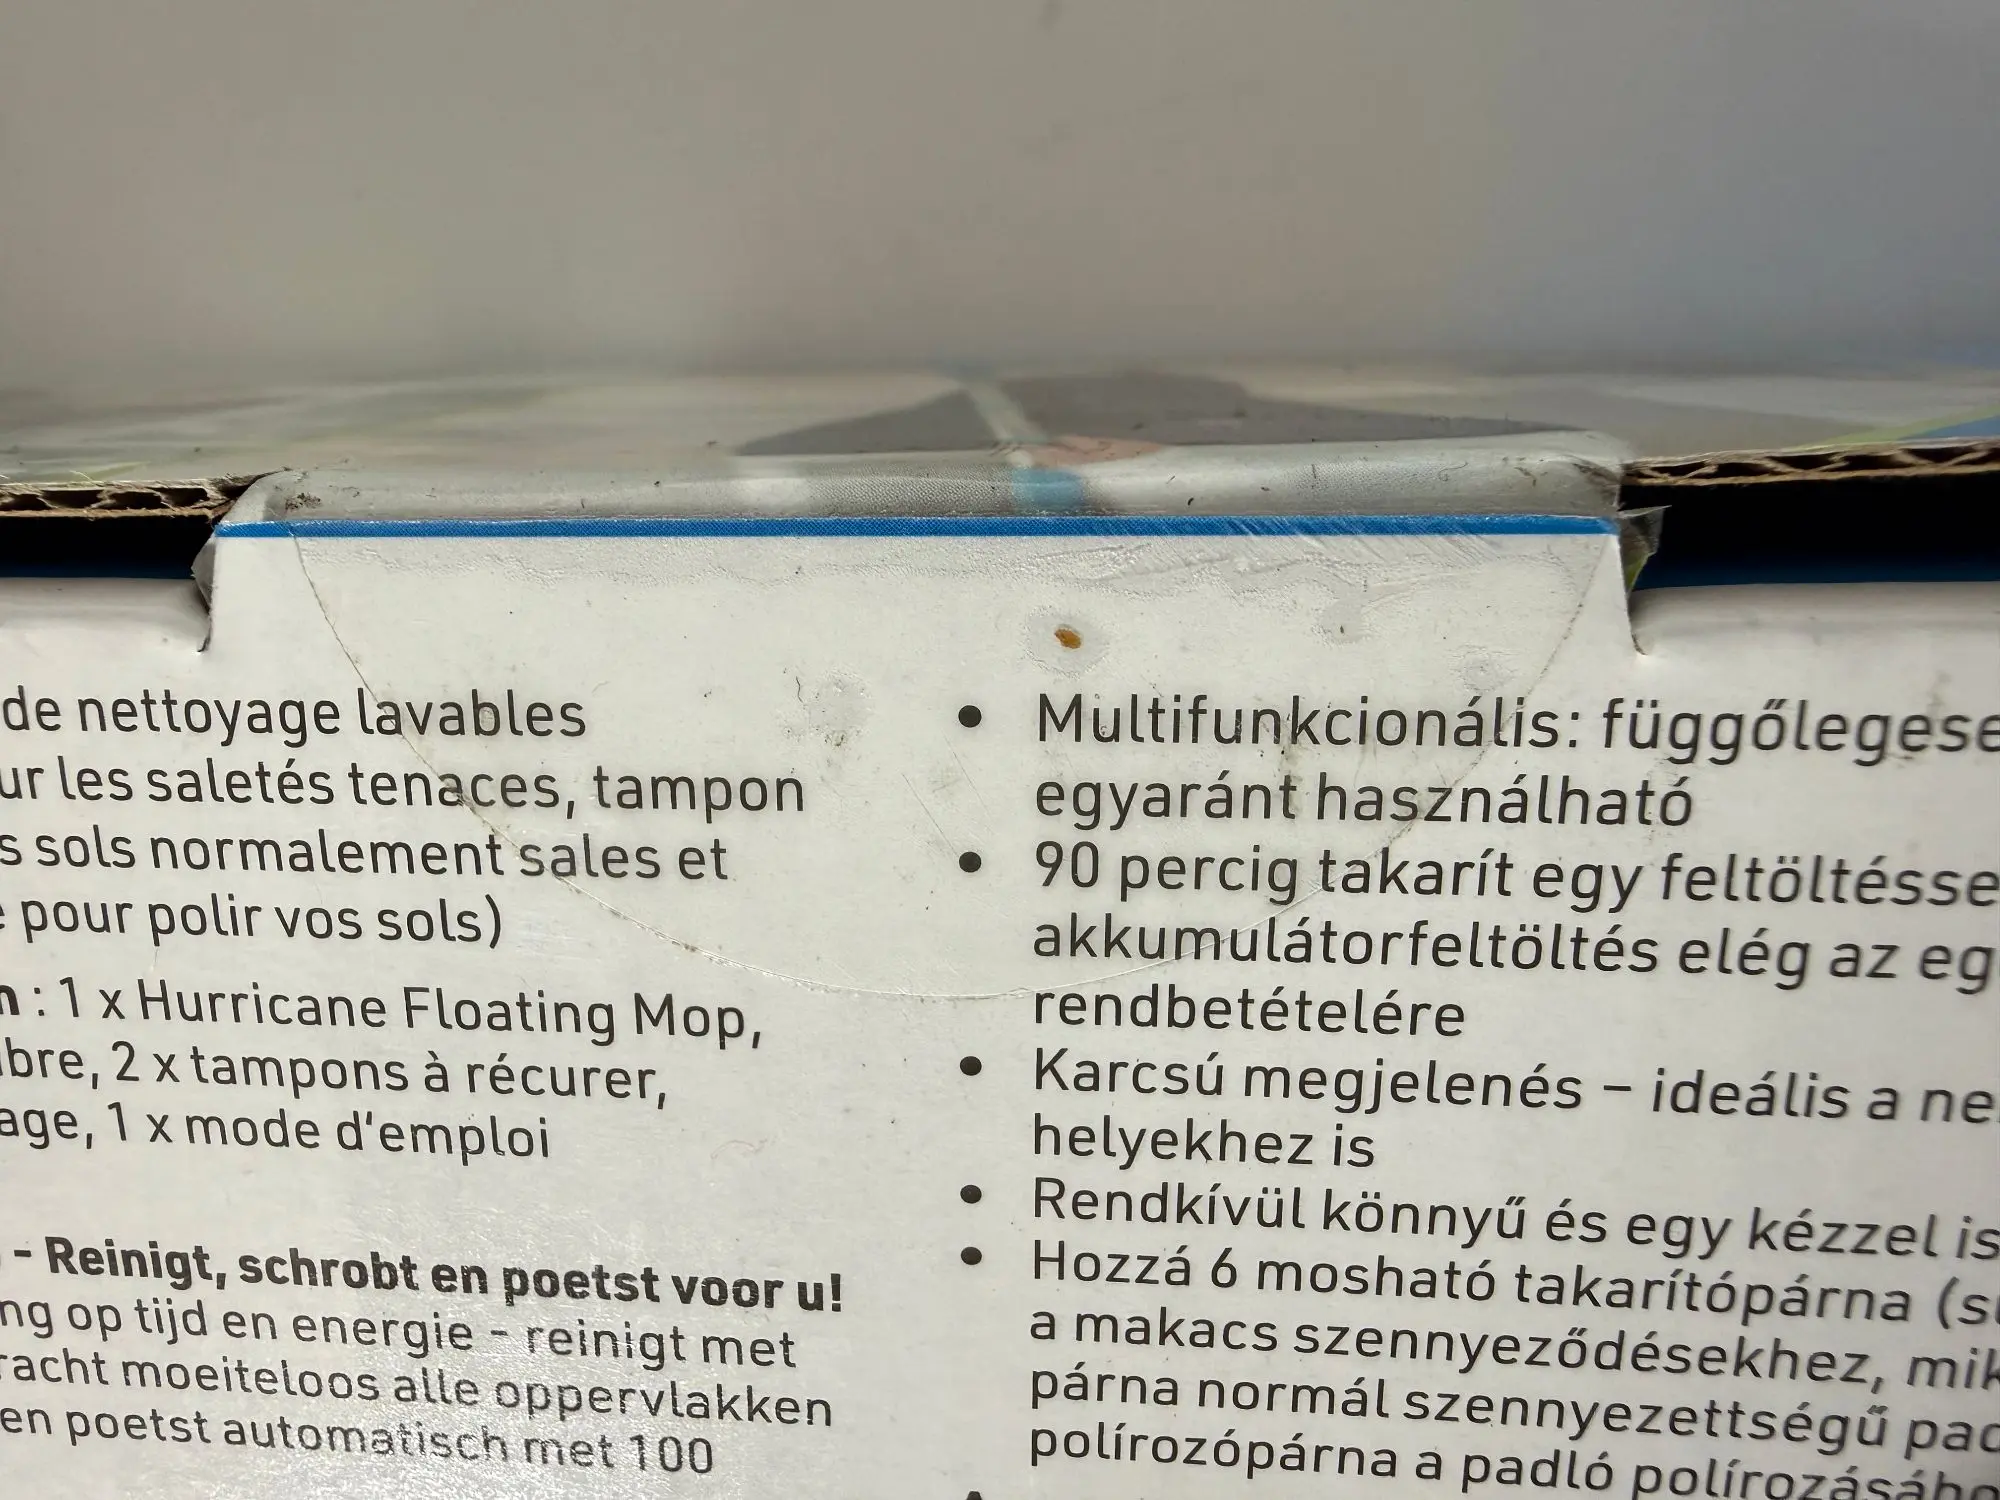 de nettoyage lavables
ur les saletés tenaces, tampon
s sols normalement sales et
pour polir vos sols)
: 1 x Hurricane Floating Mop,
bre, 2 x tampons à récurer,
age, 1 x mode d'emploi
- Reinigt, schrobt en poetst voor u!
ng op tijd en energie - reinigt met
racht moeiteloos alle oppervlakken
en poetst automatisch met 100
• Multifunkcionális: függőlegese
egyaránt használható
• 90 percig takarít egy feltöltésse
akkumulátorfeltöltés elég az eg
rendbetételére
• Karcsú megjelenés – ideális a ne
helyekhez is
• Rendkívül könnyű és egy kézzel is
• Hozzá 6 mosható takarítópárna (s
a makacs szennyeződésekhez, mik
párna normál szennyezettségű pad
polírozópárna a padló polírozásáho